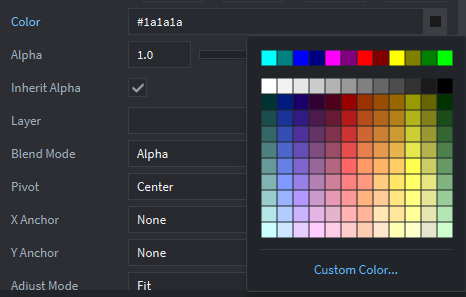 Color #1a1a1a
Alpha 1.0
Inherit Alpha
Layer
Blend Mode Alpha
Pivot Center
X Anchor None
Y Anchor None
Custom Color...
Adjust Mode Fit